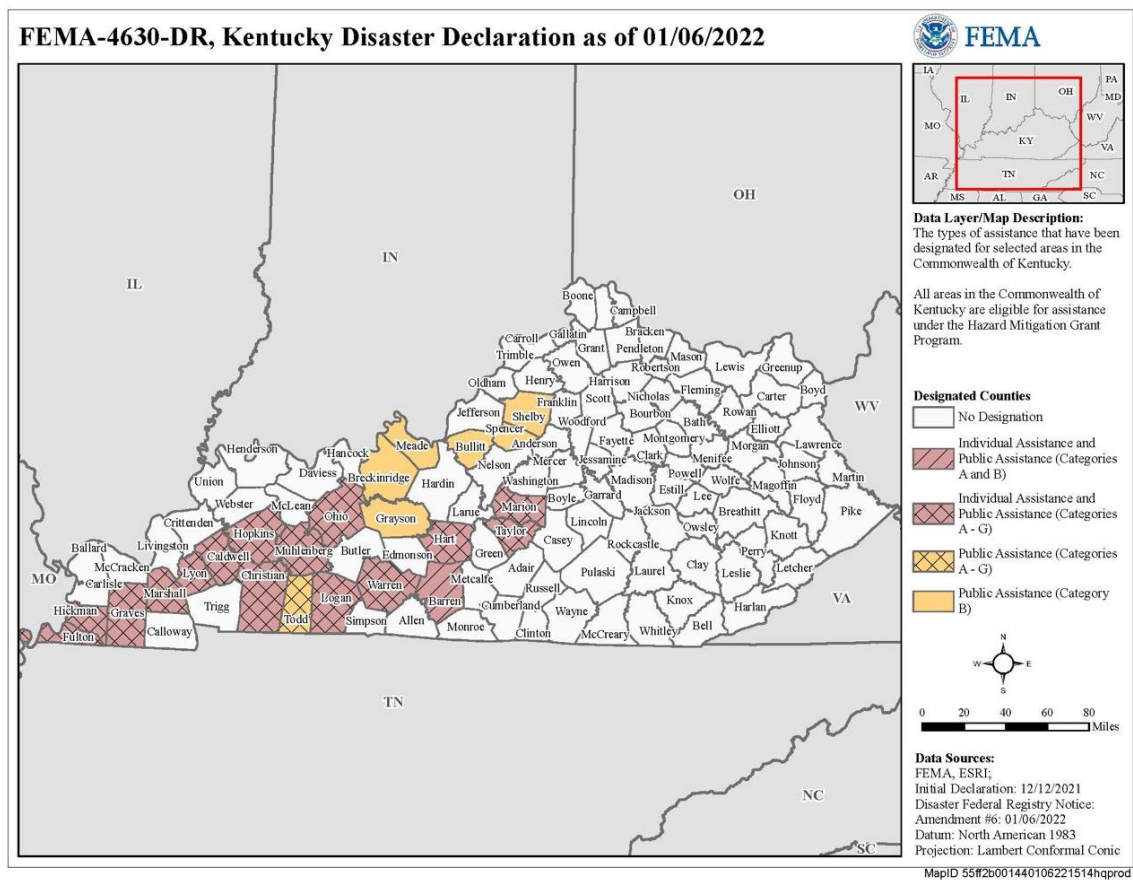 FEMA-4630-DR, Kentucky Disaster Declaration as of 01/06/2022
FEMA
IA
IL
IN
OH
PA
MD
MO
WV
KY
VA
AR
TN
NC
MS
AL
GA
SC
Data Layer/Map Description:
The types of assistance that have been
designated for selected areas in the
Commonwealth of Kentucky.
All areas in the Commonwealth of
Kentucky are eligible for assistance
under the Hazard Mitigation Grant
Program.
Designated Counties
No Designation
Individual Assistance and
Public Assistance (Categories
A and B)
Individual Assistance and
Public Assistance (Categories
A - G)
Public Assistance (Categories
A - G)
Public Assistance (Category
B)
N
W
E
S
0 20 40 60 80
Miles
Data Sources:
FEMA, ESRI;
Initial Declaration: 12/12/2021
Disaster Federal Registry Notice:
Amendment #6: 01/06/2022
Datum: North American 1983
Projection: Lambert Conformal Conic
MapID 55ff2b001440106221514hqprod
OH
IN
IL
WV
MO
VA
TN
NC
SC
Boone
Campbell
Gallatin
Bracken
Carroll
Grant
Pendleton
Trimble
Mason
Owen
Robertson
Lewis
Greenup
Oldham
Henry
Harrison
Fleming
Boyd
Franklin
Scott
Nicholas
Carter
Jefferson
Shelby
Bourbon
Rowan
Woodford
Bath
Elliott
Spencer
Bullitt
Anderson
Fayette
Montgomery
Morgan
Lawrence
Meade
Henderson
Hancock
Nelson
Mercer
Jessamine
Clark
Menifee
Johnson
Daviess
Breckinridge
Hardin
Washington
Madison
Powell
Wolfe
Magoffin
Martin
Union
Webster
McLean
Ohio
Grayson
Larue
Marion
Boyle
Garrard
Estill
Lee
Breathitt
Floyd
Pike
Crittenden
Hopkins
Hart
Taylor
Lincoln
Jackson
Owsley
Knott
Ballard
Livingston
Caldwell
Muhlenberg
Butler
Edmonson
Green
Casey
Rockcastle
Perry
McCracken
Lyon
Christian
Warren
Metcalfe
Adair
Pulaski
Laurel
Clay
Leslie
Letcher
Carlisle
Marshall
Trigg
Todd
Logan
Barren
Russell
Hickman
Graves
Simpson
Allen
Monroe
Cumberland
Wayne
Knox
Harlan
Fulton
Calloway
Clinton
McCreary
Whitley
Bell